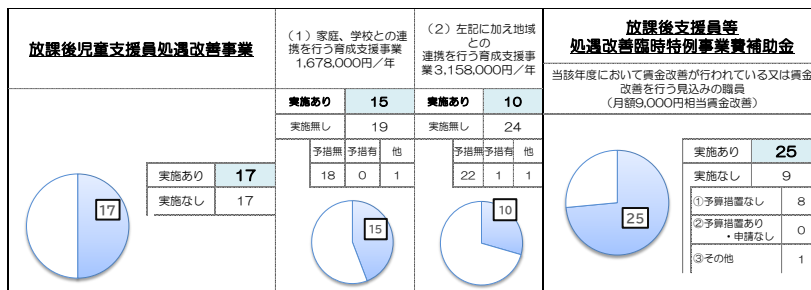 放課後児童支援員処遇改善事業
実施あり 17
実施なし 17
17
（1）家庭、学校との連
携を行う育成支援事業
1,678,000円／年
実施あり 15
実施無し 19
予措無 予措有 他
18 0 1
15
（2）左記に加え地域
との
連携を行う育成支援事
業3,158,000円／年
実施あり 10
実施無し 24
予措無 予措有 他
22 1 1
10
放課後支援員等
処遇改善臨時特例事業費補助金
当該年度において賃金改善が行われている又は賃金
改善を行う見込みの職員
（月額9,000円相当賃金改善）
実施あり 25
実施なし 9
①予算措置なし 8
②予算措置あり
・申請なし 0
③その他 1
25